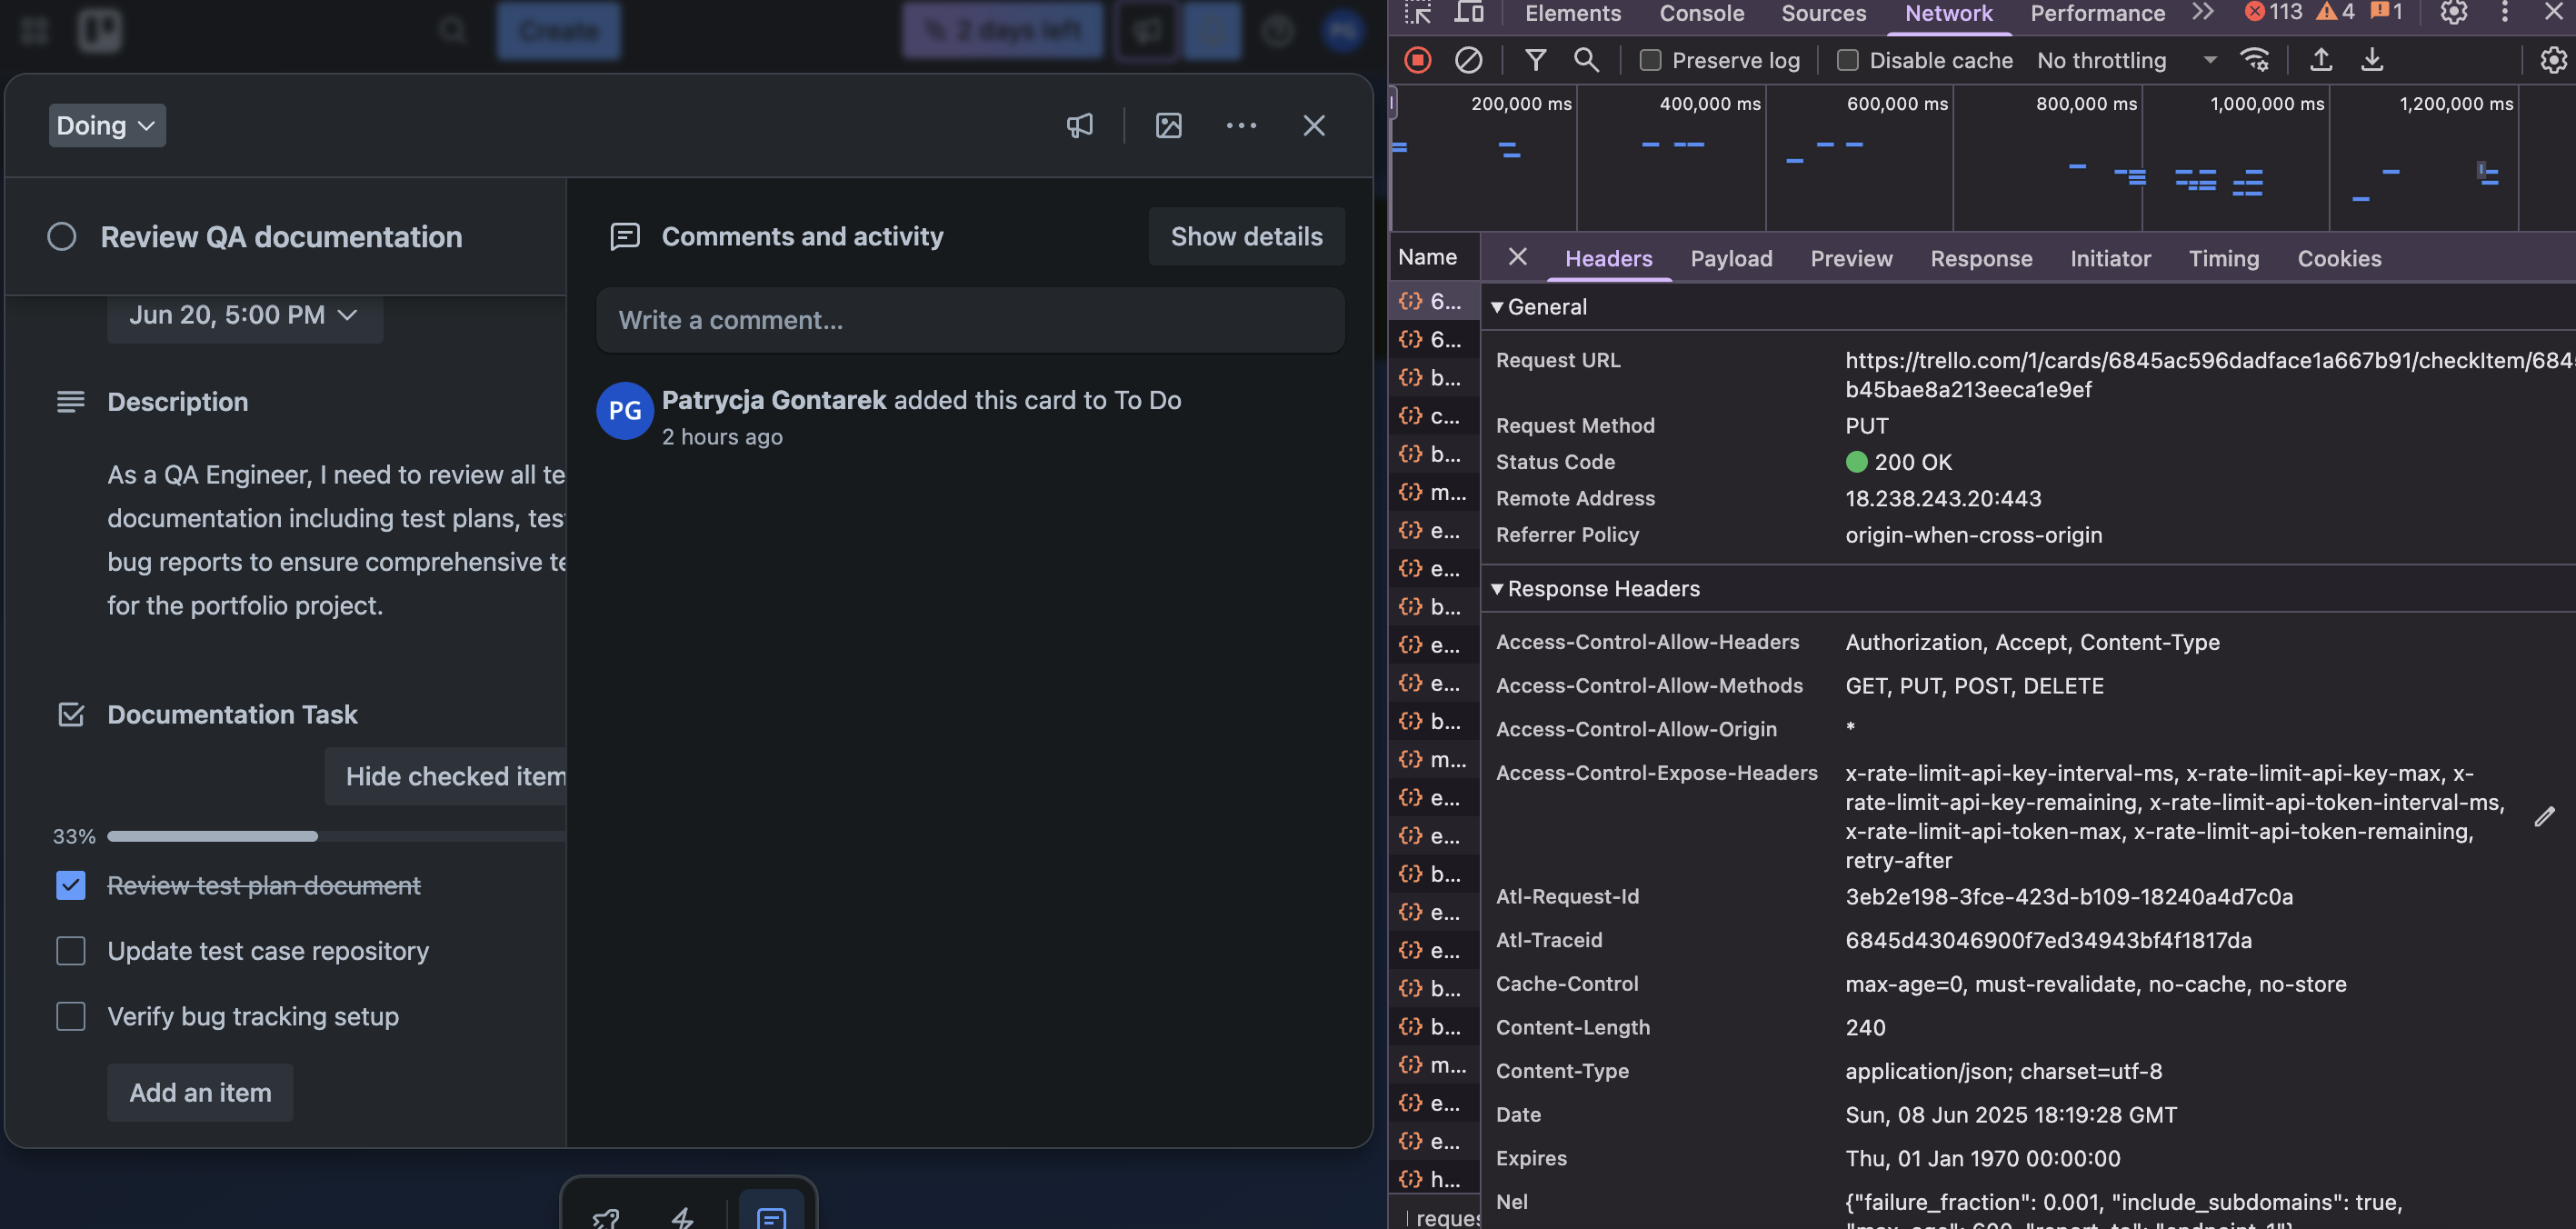 Create
2 days left
PG
Doing
Review QA documentation
Jun 20, 5:00 PM
Description
As a QA Engineer, I need to review all te
documentation including test plans, tes
bug reports to ensure comprehensive te
for the portfolio project.
Documentation Task
Hide checked item
33%
Review test plan document
Update test case repository
Verify bug tracking setup
Add an item
Comments and activity
Show details
Write a comment...
PG
Patrycja Gontarek added this card to To Do
2 hours ago
Elements Console Sources Network Performance 113 4 1
Preserve log Disable cache No throttling
200,000 ms 400,000 ms 600,000 ms 800,000 ms 1,000,000 ms 1,200,000 ms
Name
6...
6...
b...
c...
b...
m...
e...
e...
b...
e...
e...
b...
m...
e...
e...
b...
e...
e...
b...
b...
m...
e...
e...
h...
reques
Headers Payload Preview Response Initiator Timing Cookies
General
Request URL https://trello.com/1/cards/6845ac596dadface1a667b91/checkItem/684
b45bae8a213eeca1e9ef
Request Method PUT
Status Code 200 OK
Remote Address 18.238.243.20:443
Referrer Policy origin-when-cross-origin
Response Headers
Access-Control-Allow-Headers Authorization, Accept, Content-Type
Access-Control-Allow-Methods GET, PUT, POST, DELETE
Access-Control-Allow-Origin *
Access-Control-Expose-Headers x-rate-limit-api-key-interval-ms, x-rate-limit-api-key-max, x-
rate-limit-api-key-remaining, x-rate-limit-api-token-interval-ms,
x-rate-limit-api-token-max, x-rate-limit-api-token-remaining,
retry-after
Atl-Request-Id 3eb2e198-3fce-423d-b109-18240a4d7c0a
Atl-Traceid 6845d43046900f7ed34943bf4f1817da
Cache-Control max-age=0, must-revalidate, no-cache, no-store
Content-Length 240
Content-Type application/json; charset=utf-8
Date Sun, 08 Jun 2025 18:19:28 GMT
Expires Thu, 01 Jan 1970 00:00:00
Nel {"failure_fraction": 0.001, "include_subdomains": true,
"max_age": 600, "report_to": "endpoint-1"}